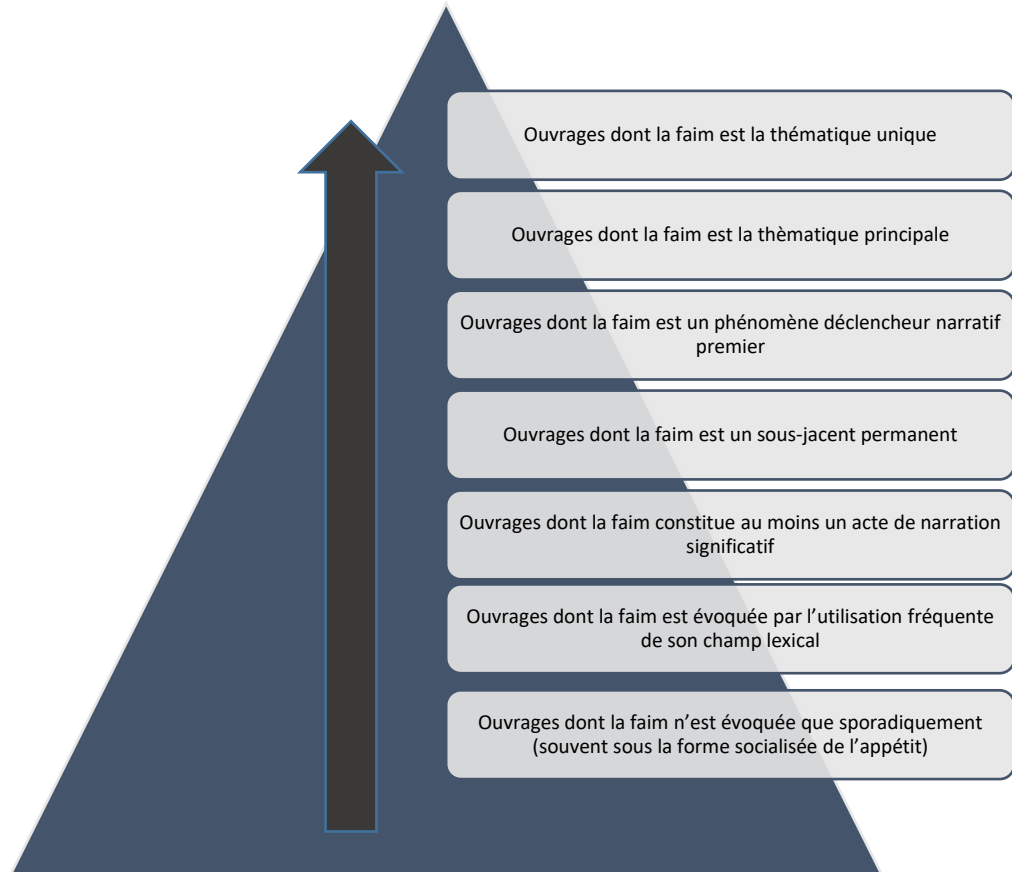 Ouvrages dont la faim est la thématique unique
Ouvrages dont la faim est la thèmatique principale
Ouvrages dont la faim est un phénomène déclencheur narratif
premier
Ouvrages dont la faim est un sous-jacent permanent
Ouvrages dont la faim constitue au moins un acte de narration
significatif
Ouvrages dont la faim est évoquée par l’utilisation fréquente
de son champ lexical
Ouvrages dont la faim n’est évoquée que sporadiquement
(souvent sous la forme socialisée de l’appétit)